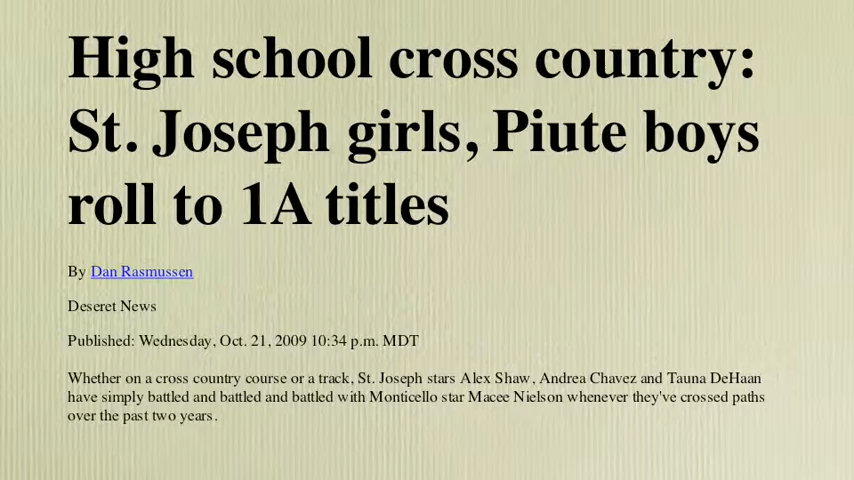 High school cross country:
St. Joseph girls, Piute boys
roll to 1A titles
By Dan Rasmussen
Deseret News
Published: Wednesday, Oct. 21, 2009 10:34 p.m. MDT
Whether on a cross country course or a track, St. Joseph stars Alex Shaw, Andrea Chavez and Tauna DeHaan
have simply battled and battled and battled with Monticello star Macee Nielson whenever they've crossed paths
over the past two years.